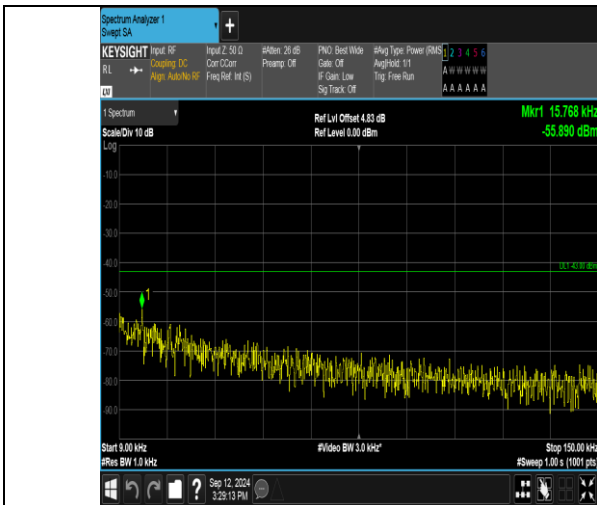 Spectrum Analyzer 1
Swept SA
+
KEYSIGHT Input: RF Input Z: 50 Ω #Atten: 26 dB PNO: Best Wide #Avg Type: Power (RMS 1 2 3 4 5 6
RL Coupling: DC Corr CCorr Preamp: Off Gate: Off Avg|Hold: 1/1 A W W W W W
Align: Auto/No RF Freq Ref: Int (S) IF Gain: Low Trig: Free Run
LXI Sig Track: Off A A A A A A
1 Spectrum Ref Lvl Offset 4.83 dB Mkr1 15.768 kHz
Scale/Div 10 dB Ref Level 0.00 dBm -55.890 dBm
Log
-10.0
-20.0
-30.0
-40.0
DL1 -43.00 dBm
-50.0
1
-60.0
-70.0
-80.0
-90.0
Start 9.00 kHz #Video BW 3.0 kHz* Stop 150.00 kHz
#Res BW 1.0 kHz #Sweep 1.00 s (1001 pts)
? Sep 12, 2024
3:29:13 PM